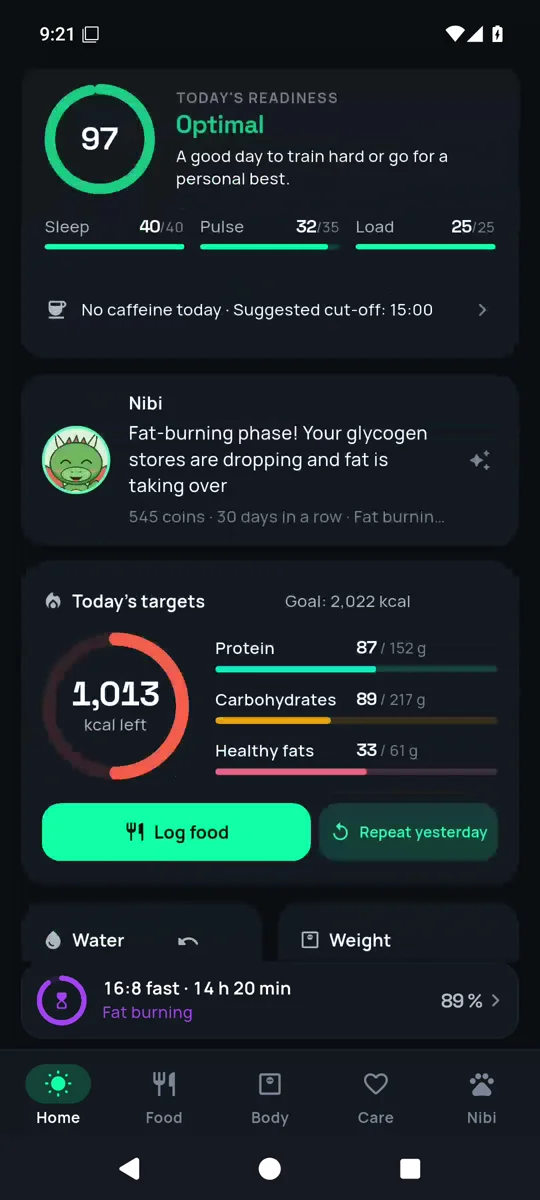 9:21
TODAY'S READINESS
97
Optimal
A good day to train hard or go for a
personal best.
Sleep 40/40 Pulse 32/35 Load 25/25
No caffeine today · Suggested cut-off: 15:00
Nibi
Fat-burning phase! Your glycogen
stores are dropping and fat is
taking over
545 coins · 30 days in a row · Fat burnin…
Today's targets Goal: 2,022 kcal
1,013
kcal left
Protein 87 / 152 g
Carbohydrates 89 / 217 g
Healthy fats 33 / 61 g
Log food Repeat yesterday
Water Weight
16:8 fast · 14 h 20 min
Fat burning
89 %
Home Food Body Care Nibi